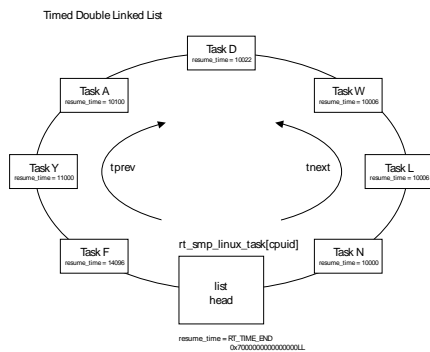 Timed Double Linked List
Task D
resume_time = 10022
Task A
resume_time = 10100
Task W
resume_time = 10006
tprev
tnext
Task Y
resume_time = 11000
Task L
resume_time = 10006
Task F
resume_time = 14096
rt_smp_linux_task[cpuid]
Task N
resume_time = 10000
list
head
resume_time = RT_TIME_END
0x7000000000000000LL